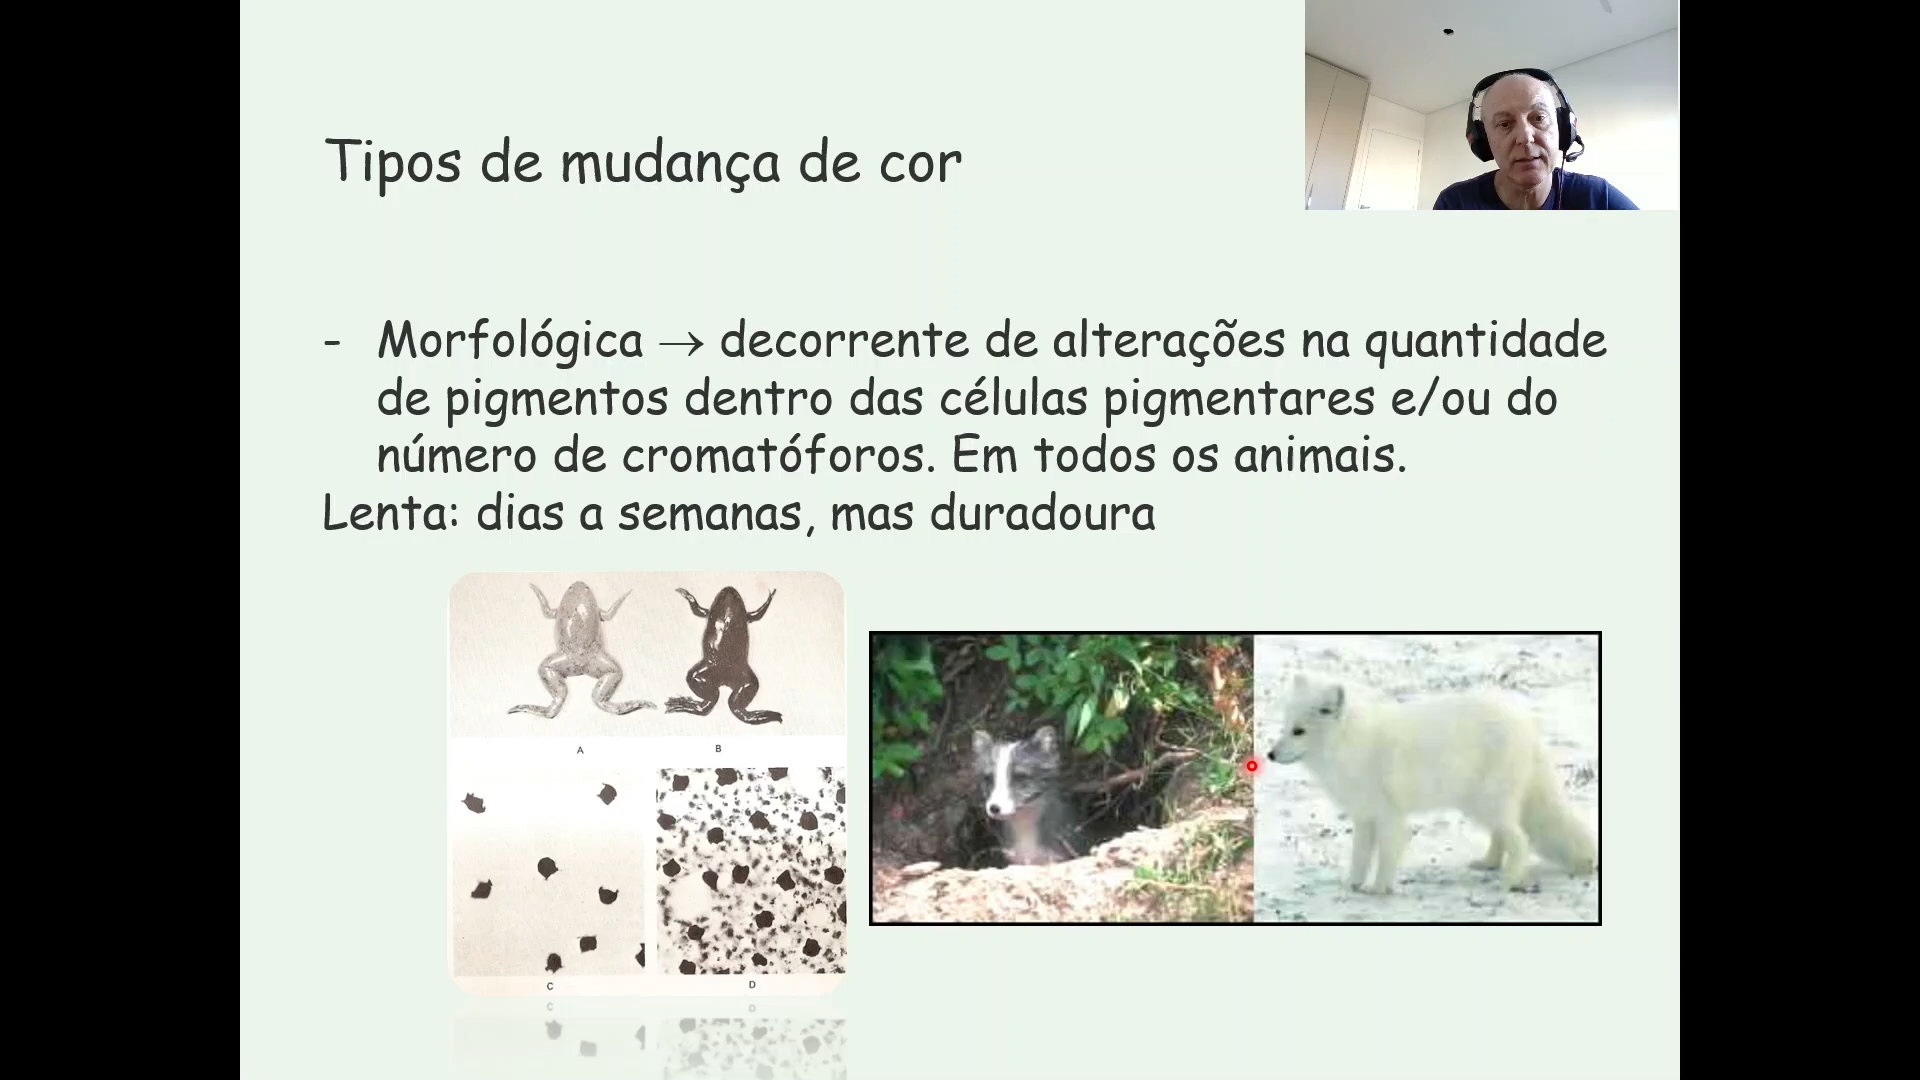 Tipos de mudança de cor
- Morfológica → decorrente de alterações na quantidade
de pigmentos dentro das células pigmentares e/ou do
número de cromatóforos. Em todos os animais.
Lenta: dias a semanas, mas duradoura
A B
C D